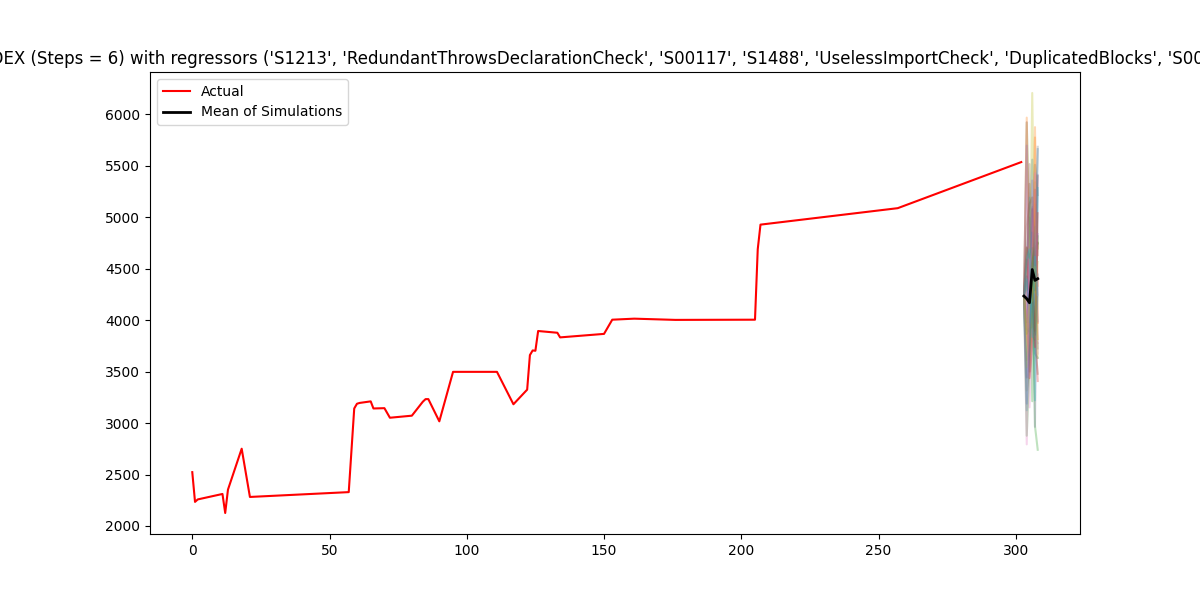 DEX (Steps = 6) with regressors ('S1213', 'RedundantThrowsDeclarationCheck', 'S00117', 'S1488', 'UselessImportCheck', 'DuplicatedBlocks', 'S00
Actual
Mean of Simulations
6000
5500
5000
4500
4000
3500
3000
2500
2000
0 50 100 150 200 250 300